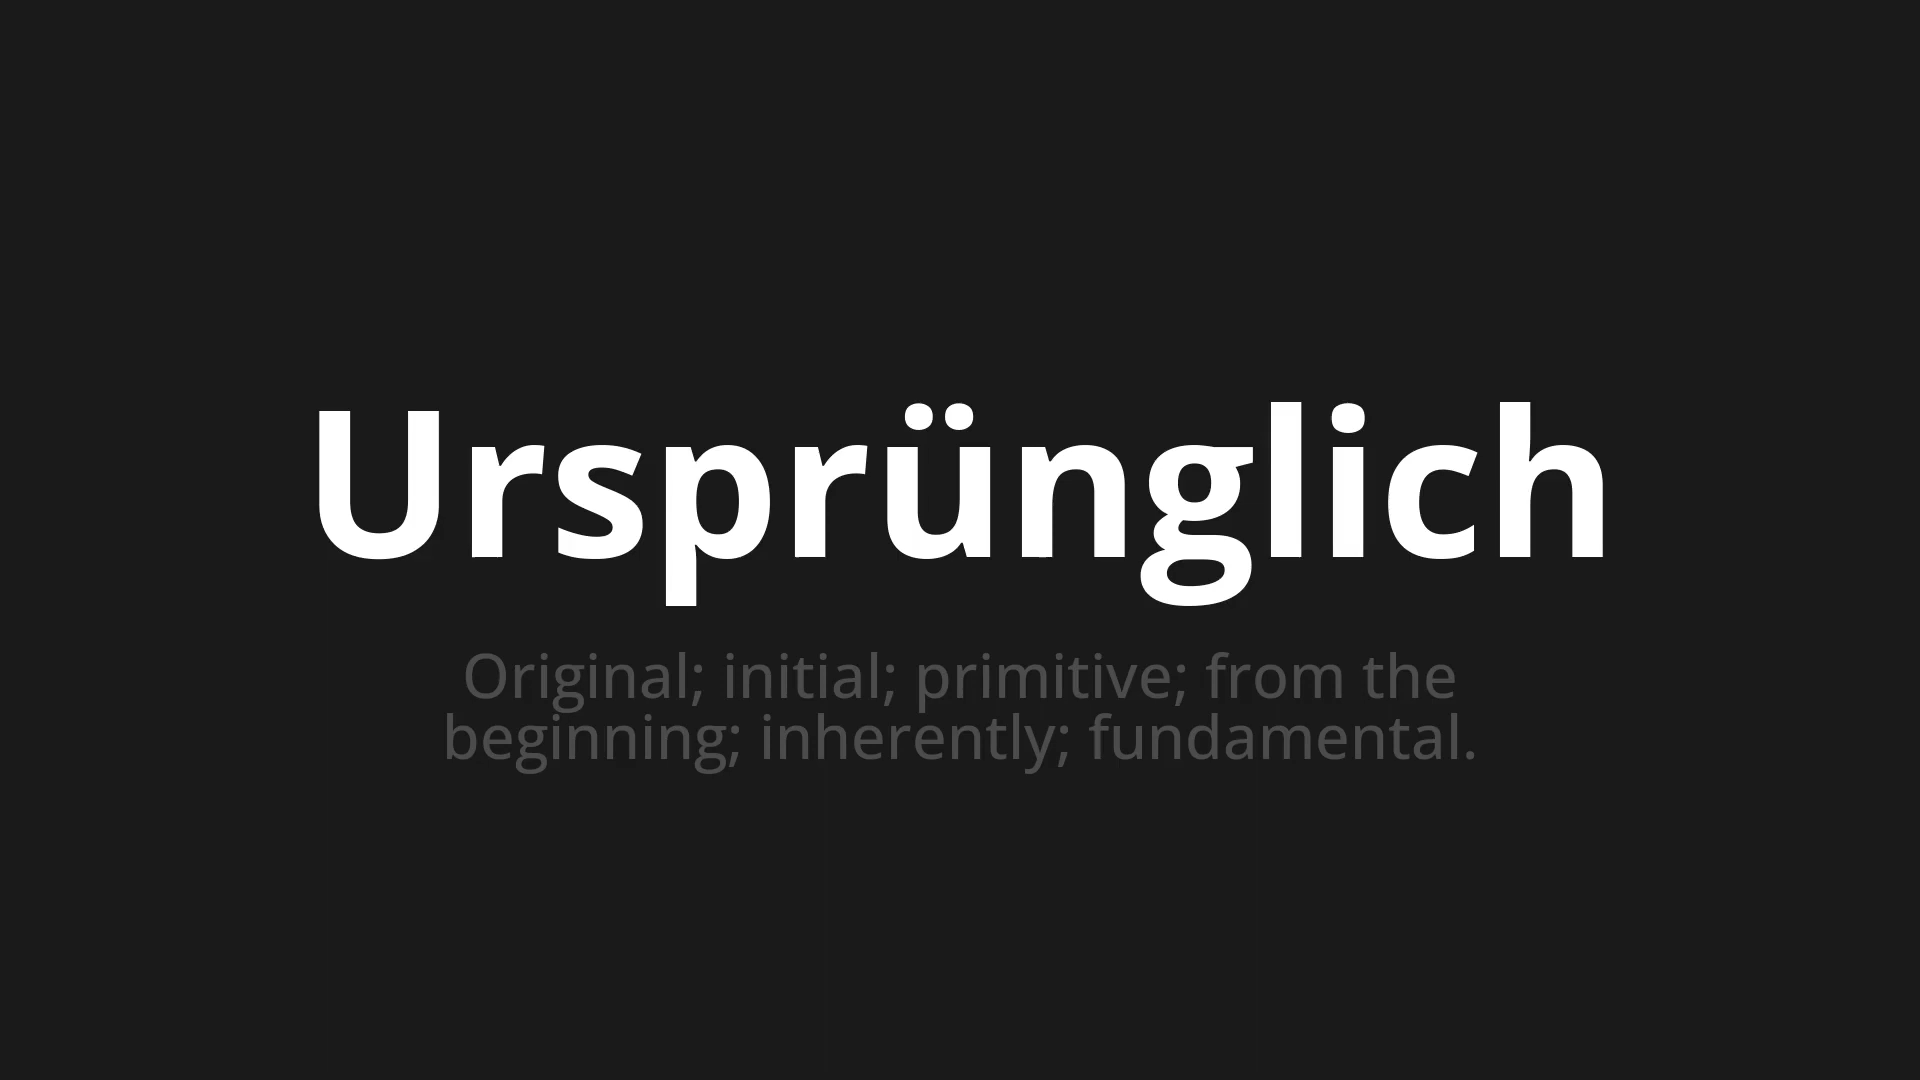 Ursprünglich
Original; initial; primitive; from the
beginning; inherently; fundamental.